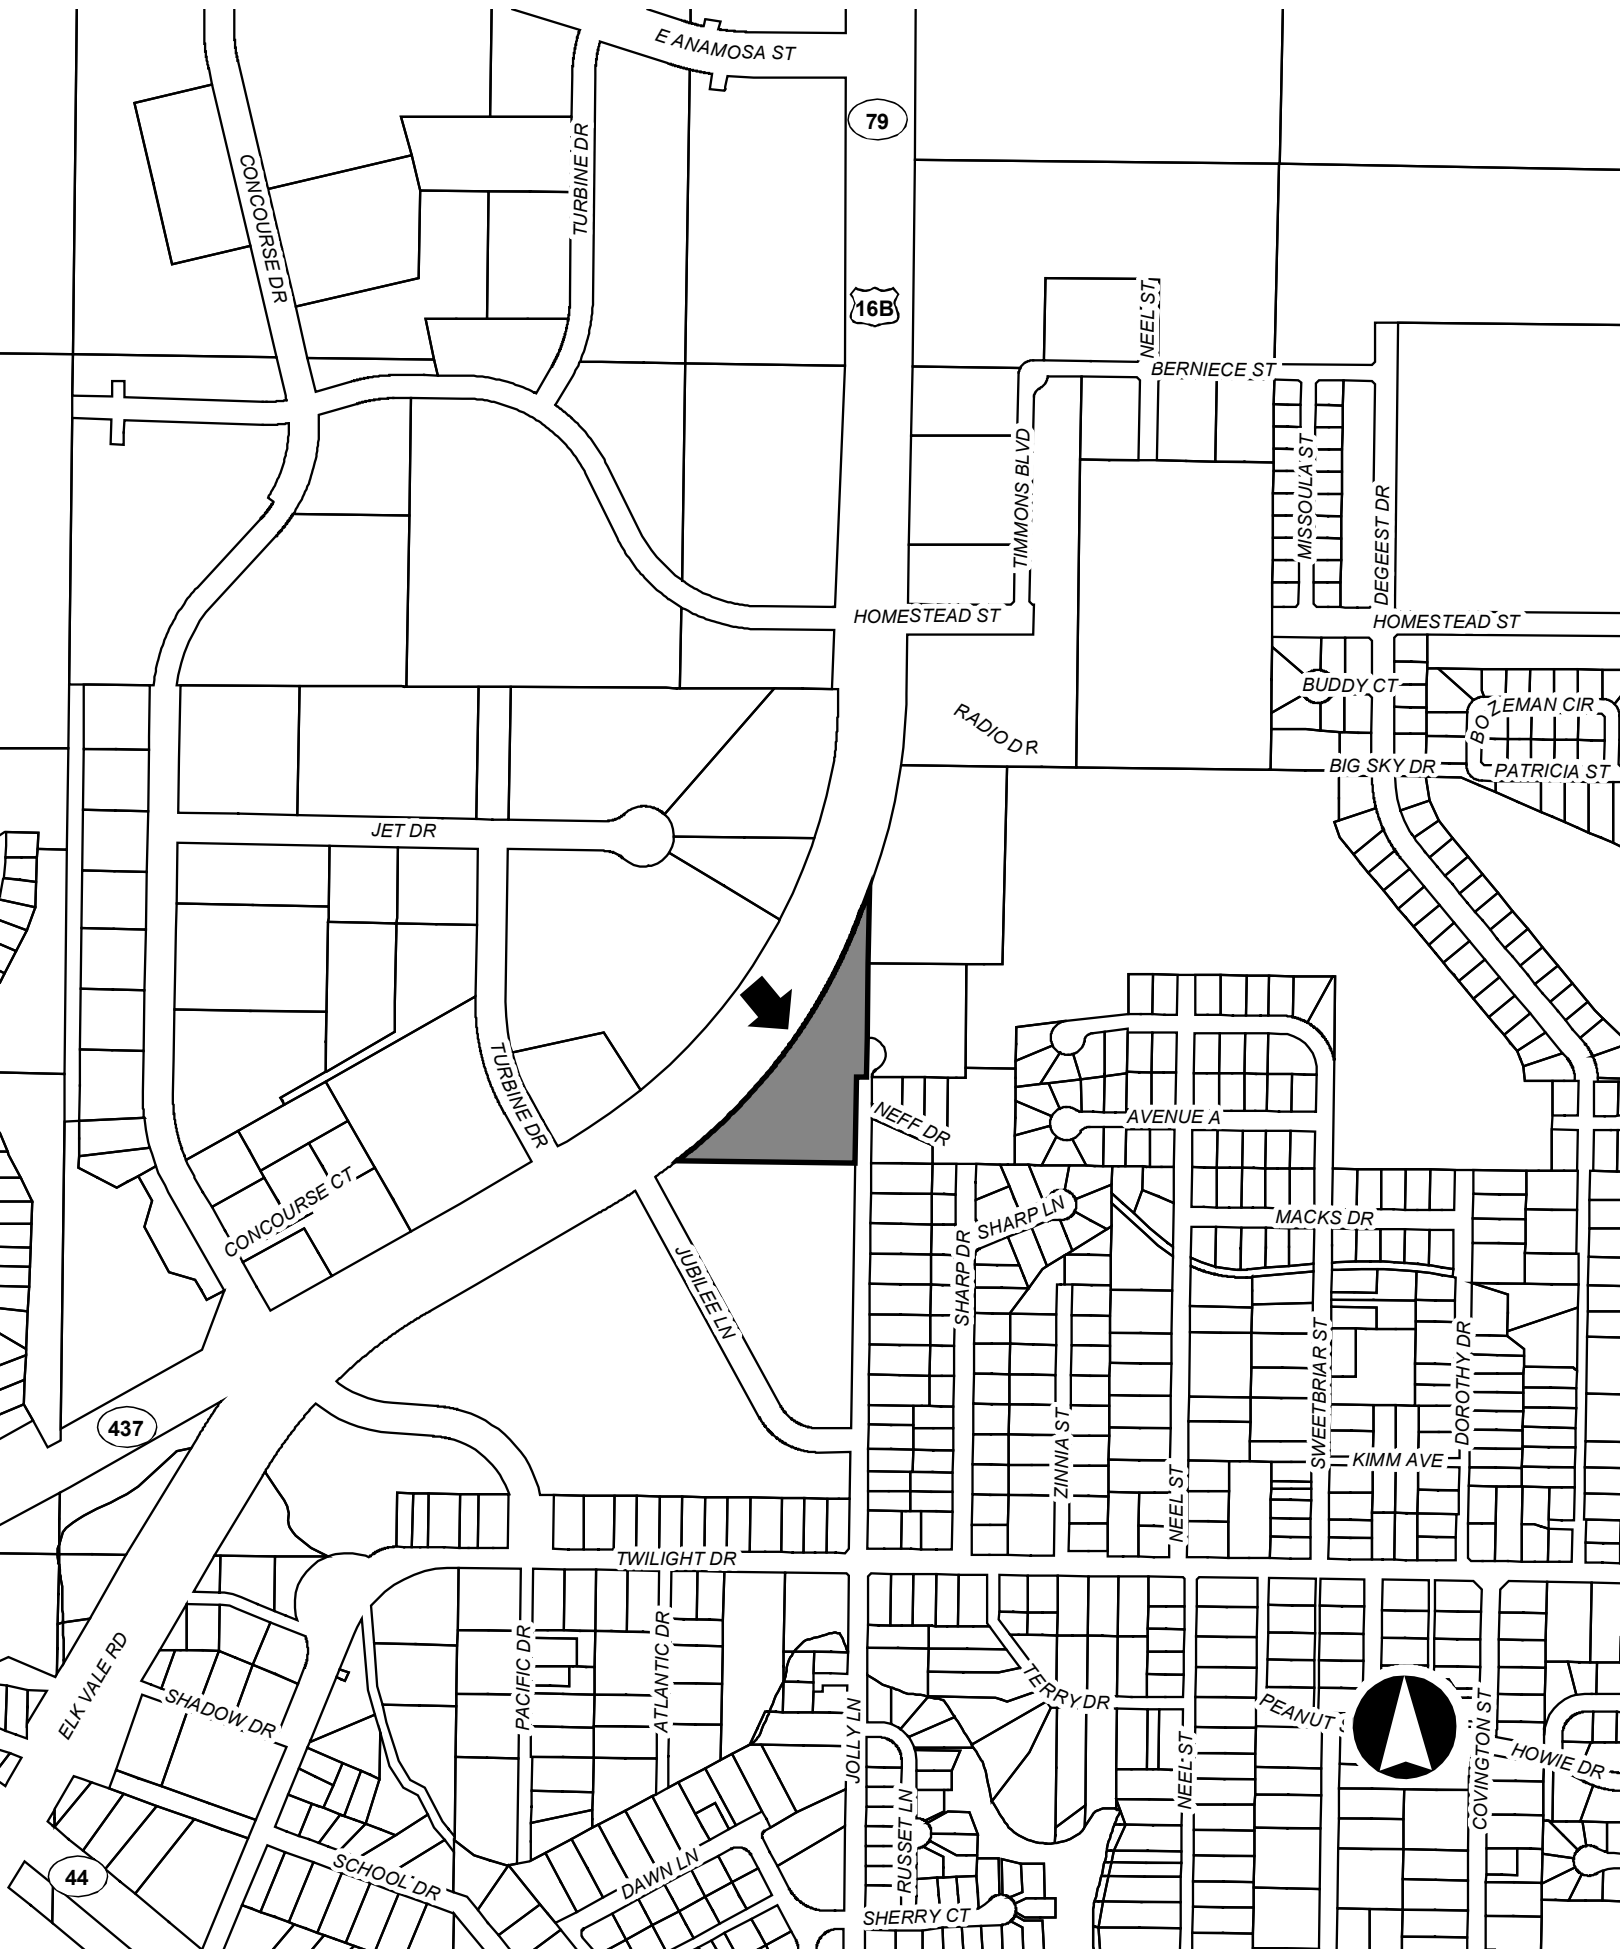 E ANAMOSA ST
79
TURBINE DR
CONCOURSE DR
16B
NEEL ST
BERNIECE ST
TIMMONS BLVD
MISSOULA ST
DEGEEST DR
HOMESTEAD ST
HOMESTEAD ST
BUDDY CT
BOZEMAN CIR
RADIO DR
BIG SKY DR
PATRICIA ST
JET DR
TURBINE DR
NEFF DR
AVENUE A
CONCOURSE CT
SHARP LN
MACKS DR
SHARP DR
JUBILEE LN
SWEETBRIAR ST
DOROTHY DR
437
ZINNIA ST
KIMM AVE
NEEL ST
TWILIGHT DR
ELK VALE RD
SHADOW DR
PACIFIC DR
ATLANTIC DR
JOLLY LN
TERRY DR
PEANUT
NEEL ST
COVINGTON ST
HOWIE DR
RUSSET LN
44
SCHOOL DR
DAWN LN
SHERRY CT